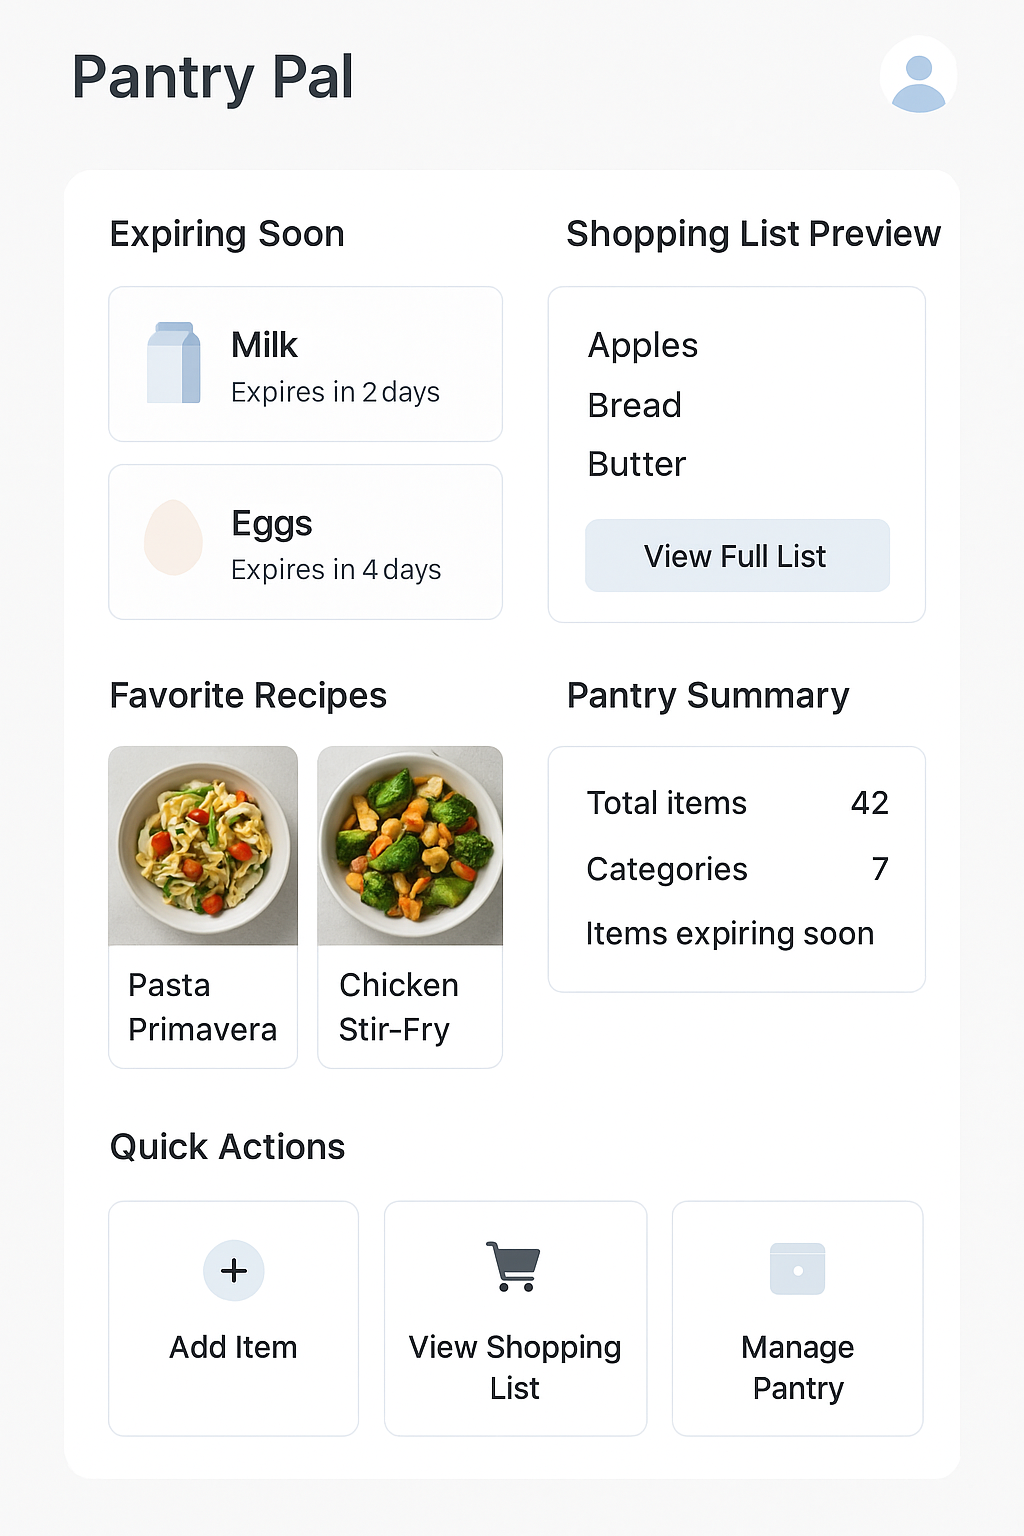 Pantry Pal
Expiring Soon
Milk
Expires in 2 days
Eggs
Expires in 4 days
Shopping List Preview
Apples
Bread
Butter
View Full List
Favorite Recipes
Pasta
Primavera
Chicken
Stir-Fry
Pantry Summary
Total items 42
Categories 7
Items expiring soon
Quick Actions
Add Item
View Shopping
List
Manage
Pantry